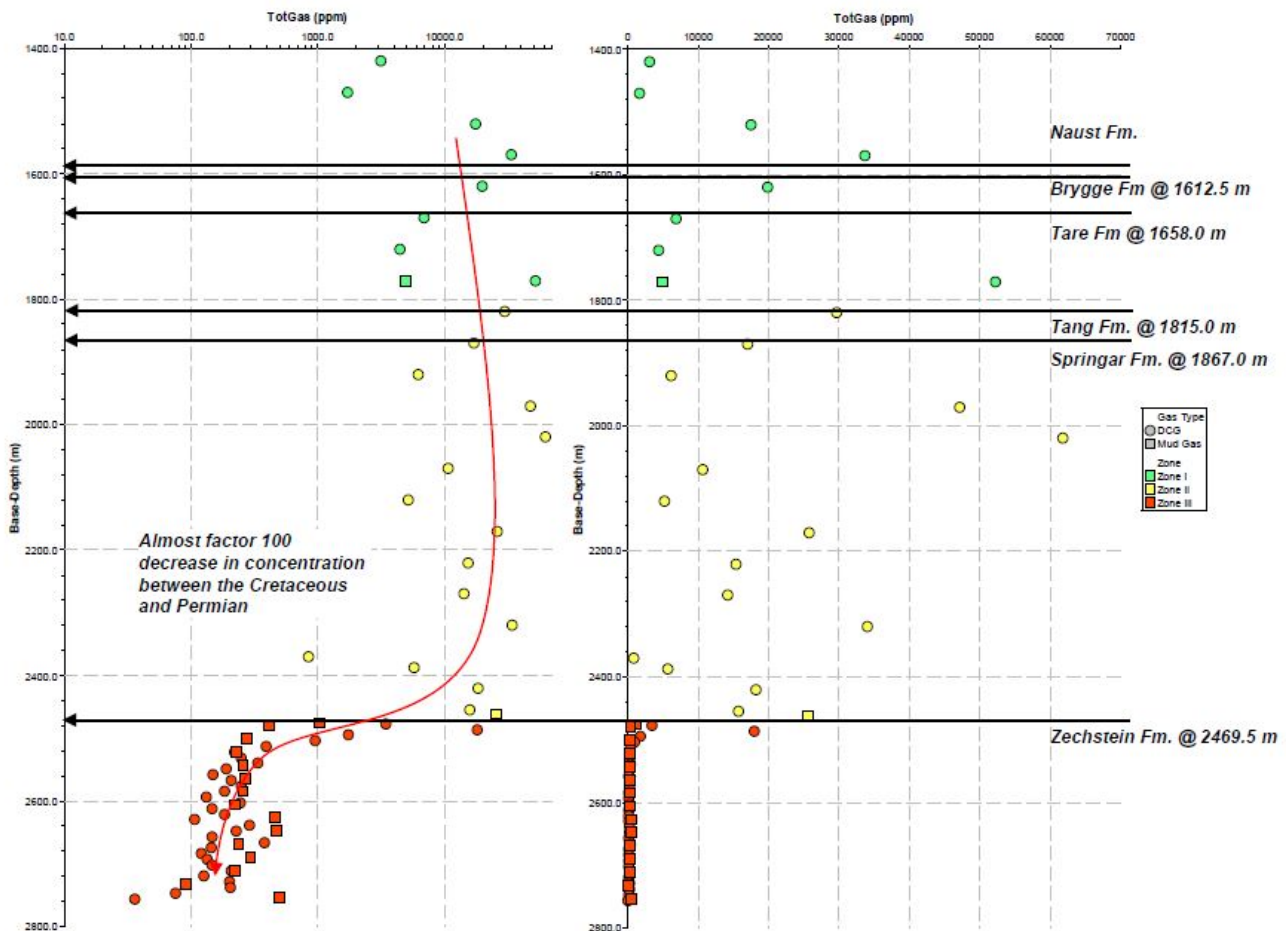 TotGas (ppm)
10.0 100.0 1000.0 10000.0
TotGas (ppm)
0 10000 20000 30000 40000 50000 60000 70000
1400.0
1600.0
1800.0
2000.0
2200.0
2400.0
2600.0
2800.0
Base-Depth (m)
Almost factor 100
decrease in concentration
between the Cretaceous
and Permian
1400.0
1600.0
1800.0
2000.0
2200.0
2400.0
2600.0
2800.0
Base-Depth (m)
Naust Fm.
Brygge Fm @ 1612.5 m
Tare Fm @ 1658.0 m
Tang Fm. @ 1815.0 m
Springar Fm. @ 1867.0 m
Gas Type
DCG
Mud Gas
Zone
Zone I
Zone II
Zone III
Zechstein Fm. @ 2469.5 m